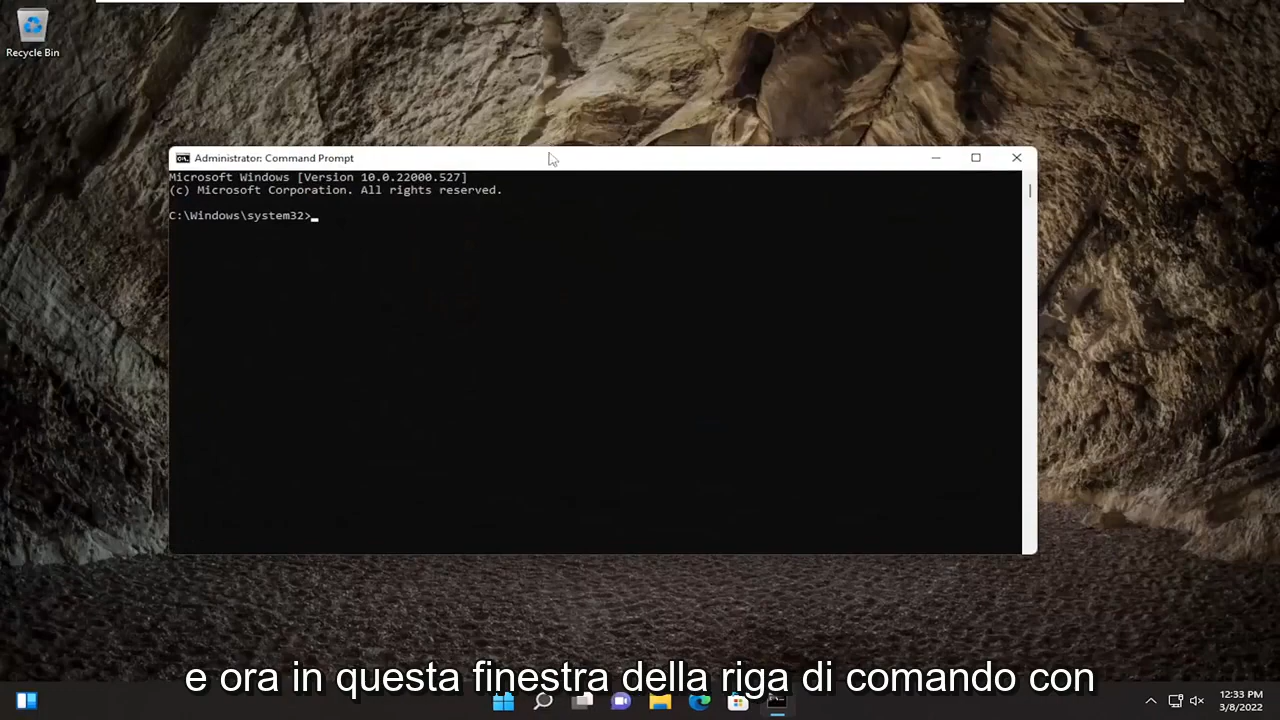 Recycle Bin
Administrator: Command Prompt
Microsoft Windows [Version 10.0.22000.527]
(c) Microsoft Corporation. All rights reserved.
C:\Windows\system32>
e ora in questa finestra della riga di comando con
12:33 PM
3/8/2022